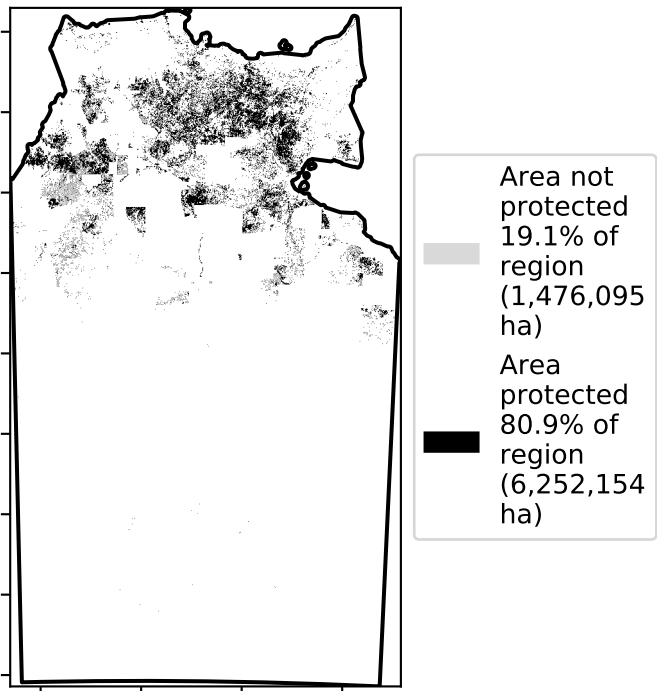 Area not
protected
19.1% of
region
(1,476,095
ha)
Area
protected
80.9% of
region
(6,252,154
ha)